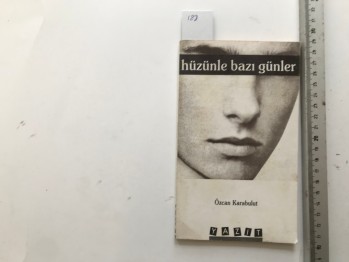 hüzünle bazı günler
Özcan Karabulut
YAZIT